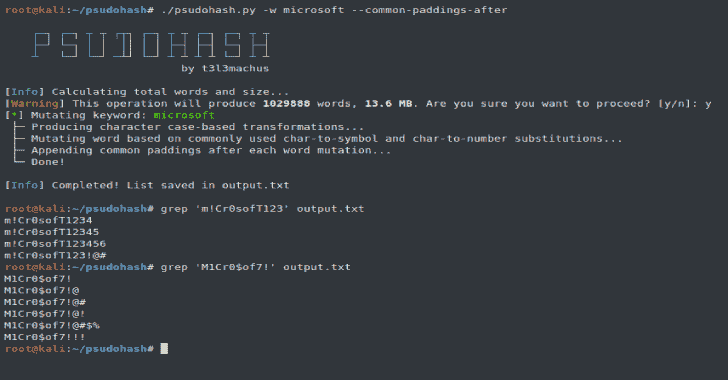 root@kali:~/psudohash# ./psudohash.py -w microsoft --common-paddings-after
PSUDOHASH
by t3l3machus
[Info] Calculating total words and size...
[Warning] This operation will produce 1029888 words, 13.6 MB. Are you sure you want to proceed? [y/n]: y
[*] Mutating keyword: microsoft
├─ Producing character case-based transformations...
├─ Mutating word based on commonly used char-to-symbol and char-to-number substitutions...
├─ Appending common paddings after each word mutation...
└─ Done!
[Info] Completed! List saved in output.txt
root@kali:~/psudohash# grep 'm!Cr0sofT123' output.txt
m!Cr0sofT1234
m!Cr0sofT12345
m!Cr0sofT123456
m!Cr0sofT123!@#
root@kali:~/psudohash# grep 'M1Cr0$of7!' output.txt
M1Cr0$of7!
M1Cr0$of7!@
M1Cr0$of7!@#
M1Cr0$of7!@!
M1Cr0$of7!@#$%
M1Cr0$of7!!!
root@kali:~/psudohash#